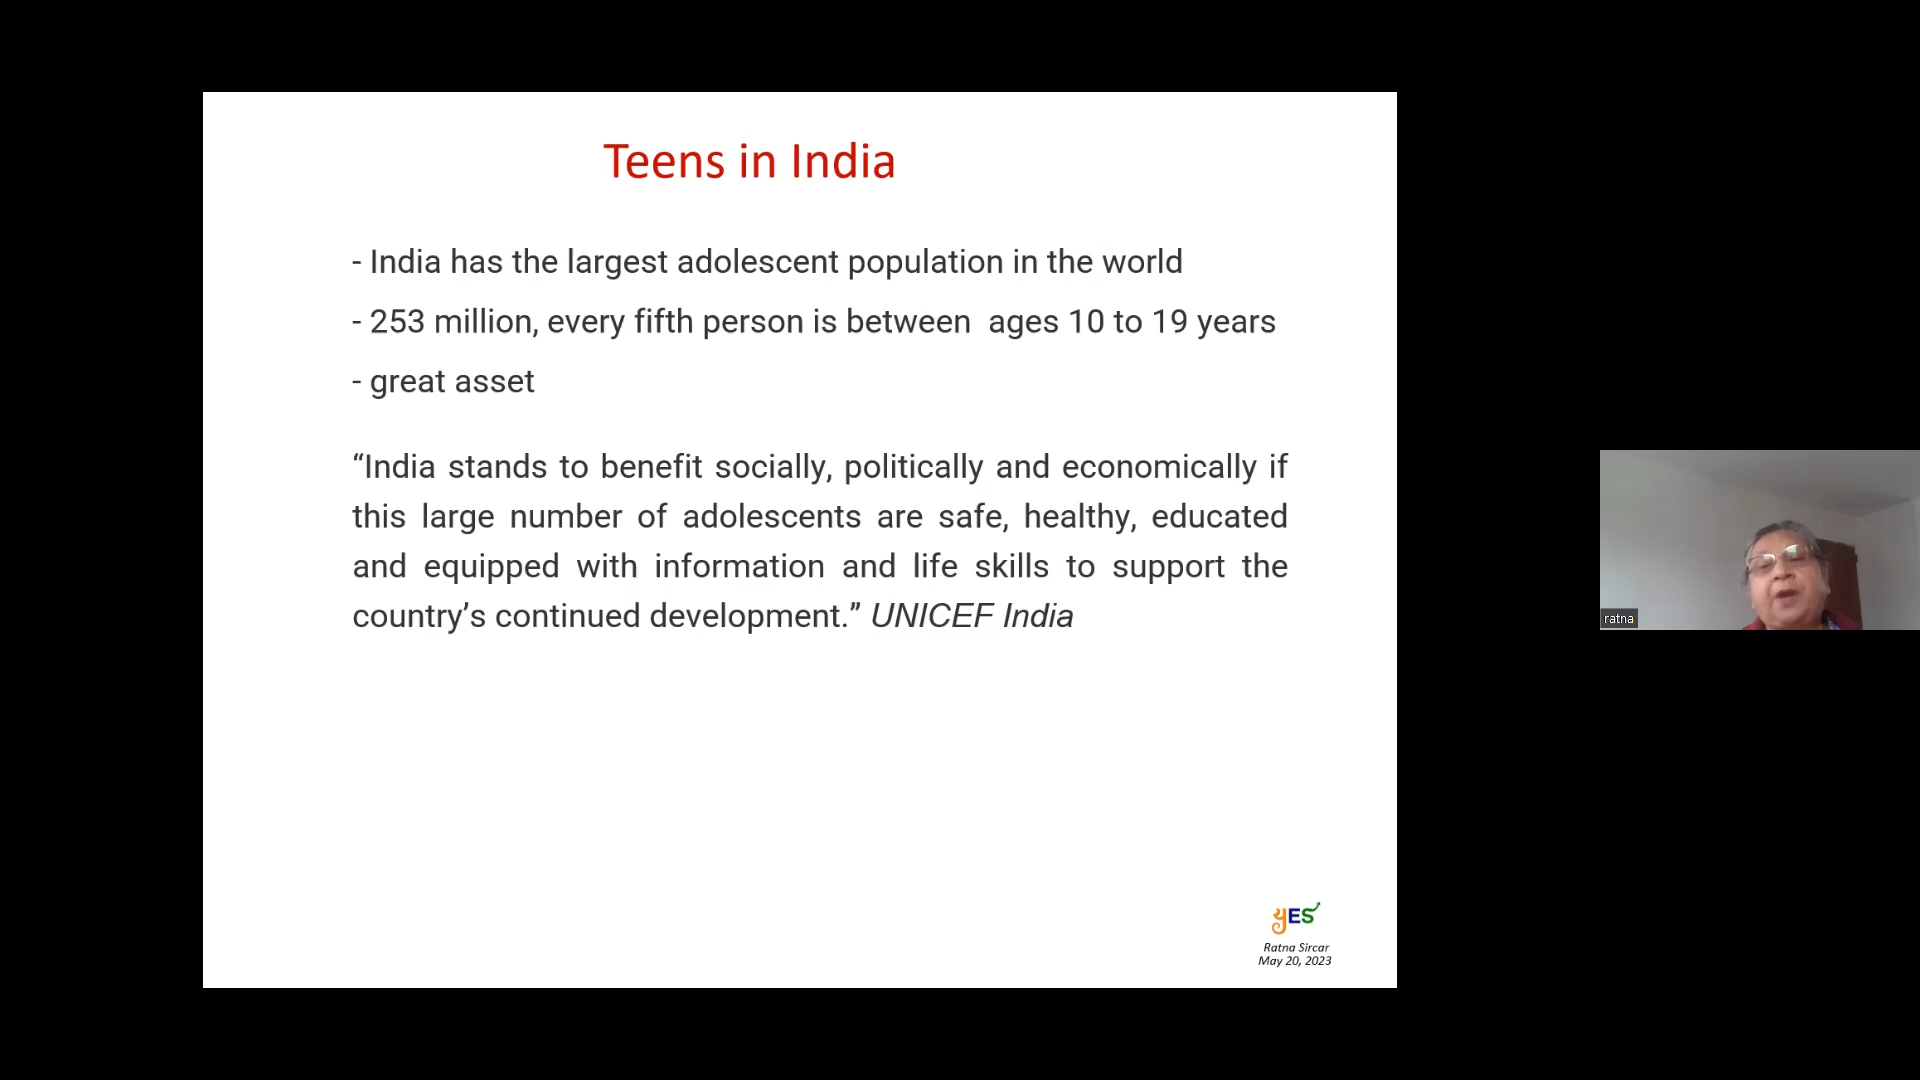 Teens in India
- India has the largest adolescent population in the world
- 253 million, every fifth person is between  ages 10 to 19 years
- great asset
“India stands to benefit socially, politically and economically if
this large number of adolescents are safe, healthy, educated
and equipped with information and life skills to support the
country’s continued development.” UNICEF India
ratna
yES
Ratna Sircar
May 20, 2023